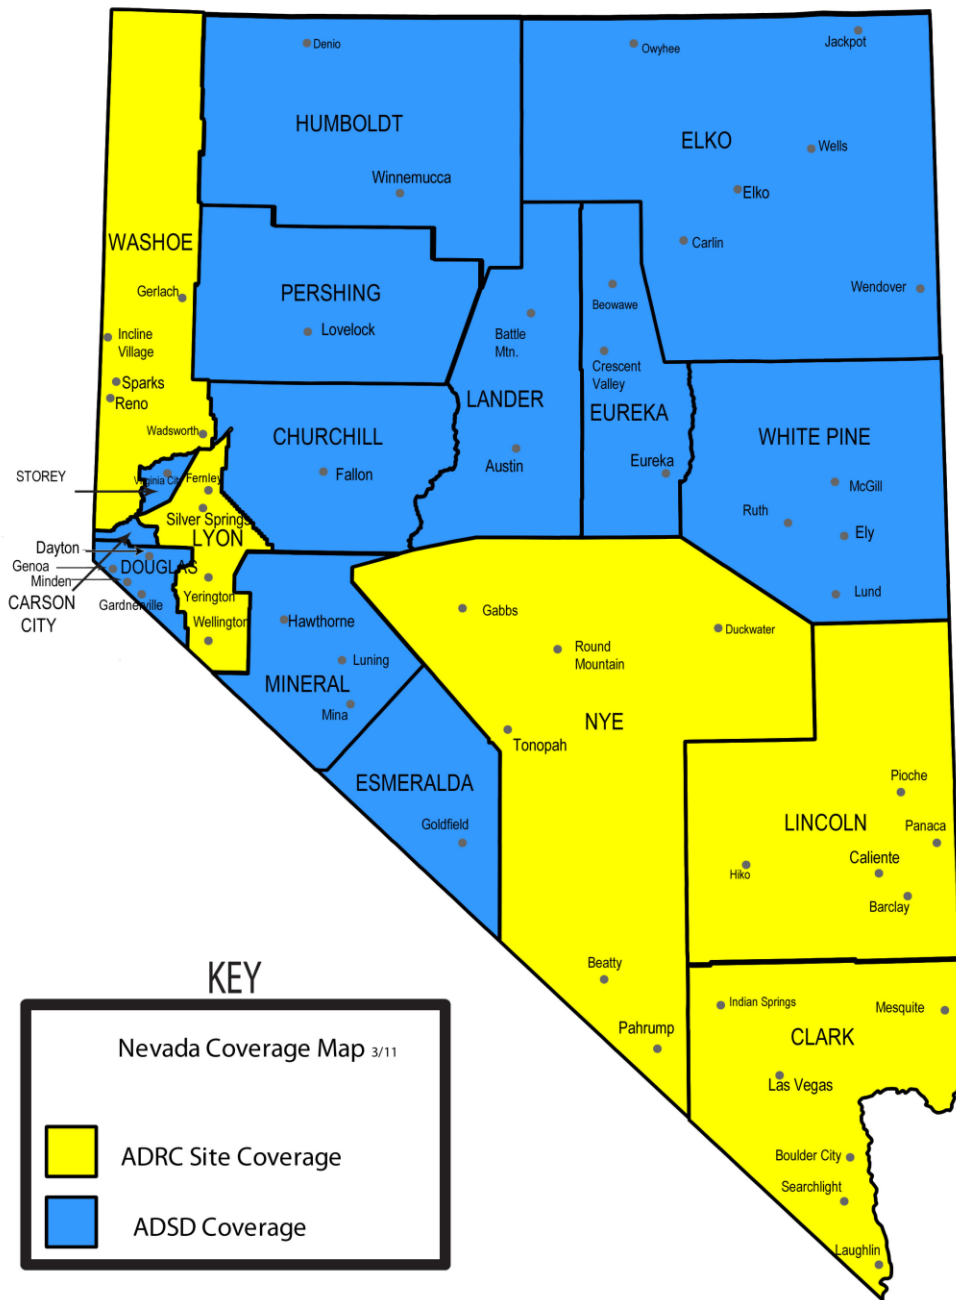 Denio
Owyhee
Jackpot
HUMBOLDT
ELKO
Wells
Winnemucca
Elko
WASHOE
Carlin
Gerlach
PERSHING
Beowawe
Wendover
Incline
Village
Lovelock
Battle
Mtn.
Crescent
Valley
Sparks
Reno
LANDER
EUREKA
Wadsworth
CHURCHILL
WHITE PINE
STOREY
Virginia City
Fernley
Fallon
Austin
Eureka
McGill
Silver Springs
Ruth
LYON
Ely
Dayton
Genoa
DOUGLAS
Minden
Yerington
Lund
CARSON
CITY
Gardnerville
Wellington
Hawthorne
Gabbs
Duckwater
Luning
Round
Mountain
MINERAL
Mina
NYE
Tonopah
ESMERALDA
Pioche
Goldfield
LINCOLN
Panaca
Caliente
Hiko
Barclay
Beatty
KEY
Indian Springs
Mesquite
Pahrump
CLARK
Nevada Coverage Map 3/11
Las Vegas
ADRC Site Coverage
Boulder City
Searchlight
ADSD Coverage
Laughlin